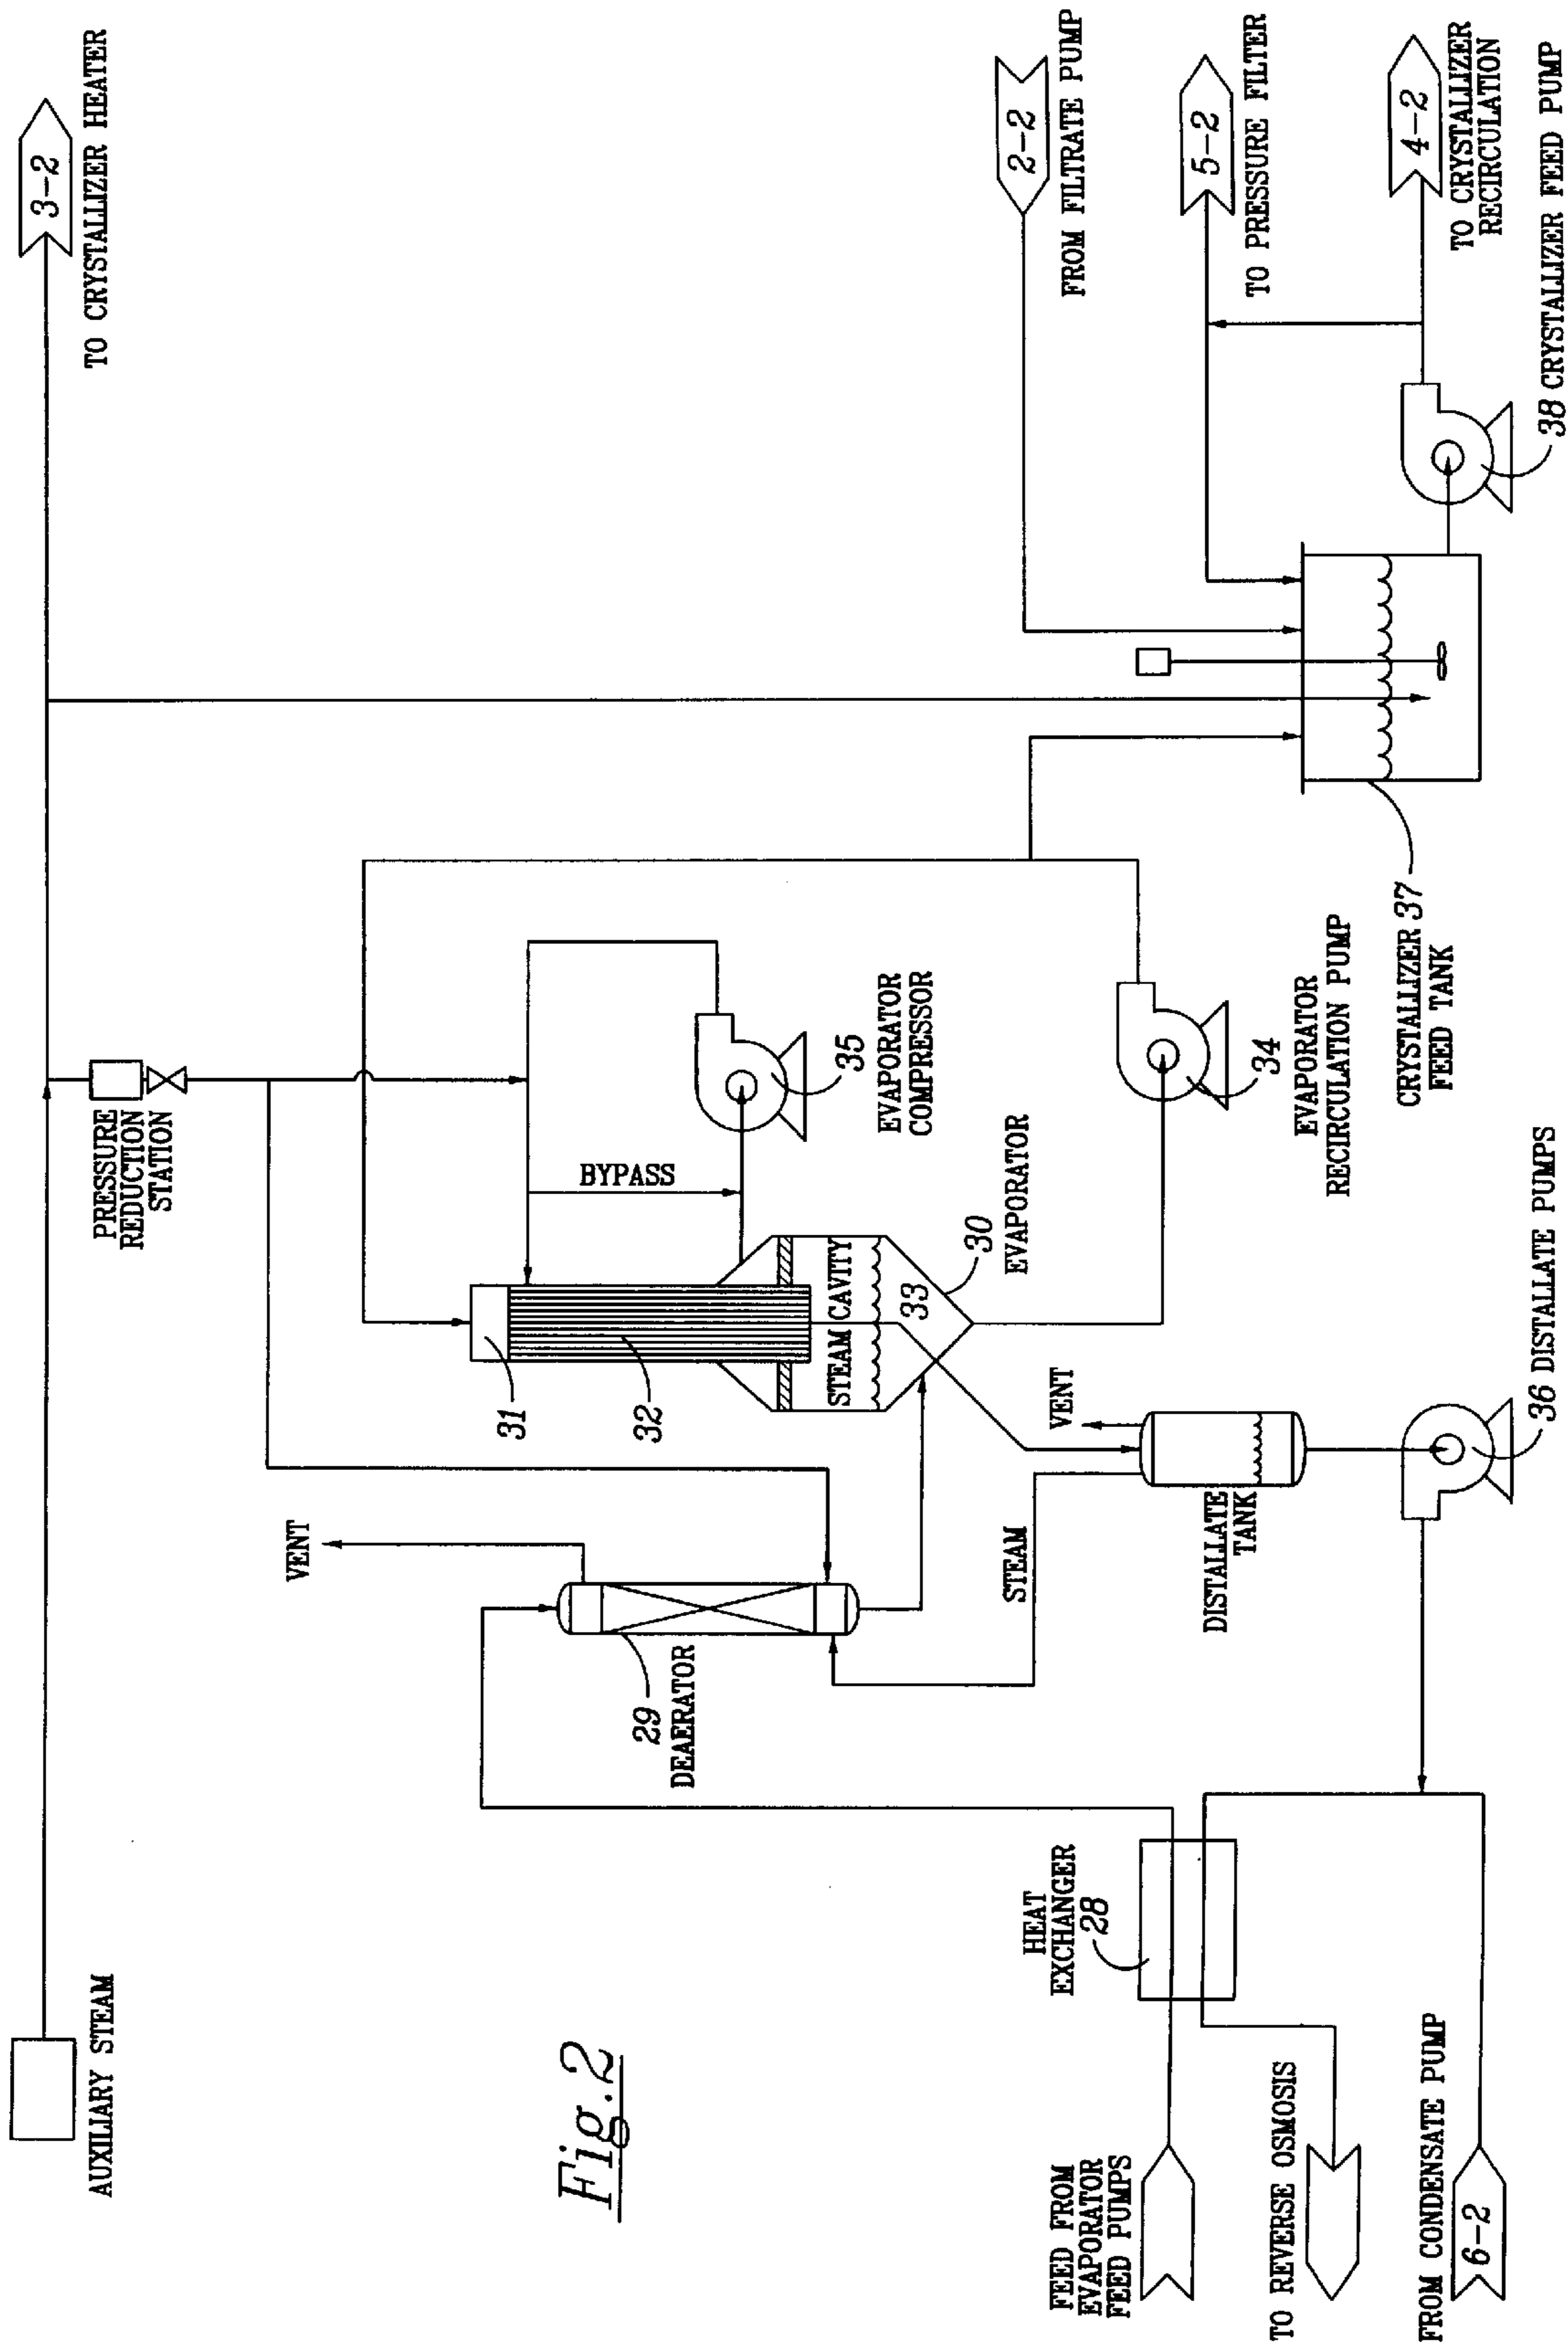 AUXILIARY STEAM
3-2
TO CRYSTALLIZER HEATER
PRESSURE
REDUCTION
STATION
VENT
29
DEAERATOR
31
32
BYPASS
35
EVAPORATOR
COMPRESSOR
STEAM CAVITY
33
30
EVAPORATOR
34
EVAPORATOR
RECIRCULATION PUMP
2-2
FROM FILTRATE PUMP
5-2
TO PRESSURE FILTER
4-2
TO CRYSTALLIZER
RECIRCULATION
38 CRYSTALLIZER FEED PUMP
CRYSTALLIZER 37
FEED TANK
STEAM
VENT
DISTALLATE
TANK
36 DISTALLATE PUMPS
HEAT
EXCHANGER
28
FEED FROM
EVAPORATOR
FEED PUMPS
TO REVERSE OSMOSIS
FROM CONDENSATE PUMP
6-2
Fig.2